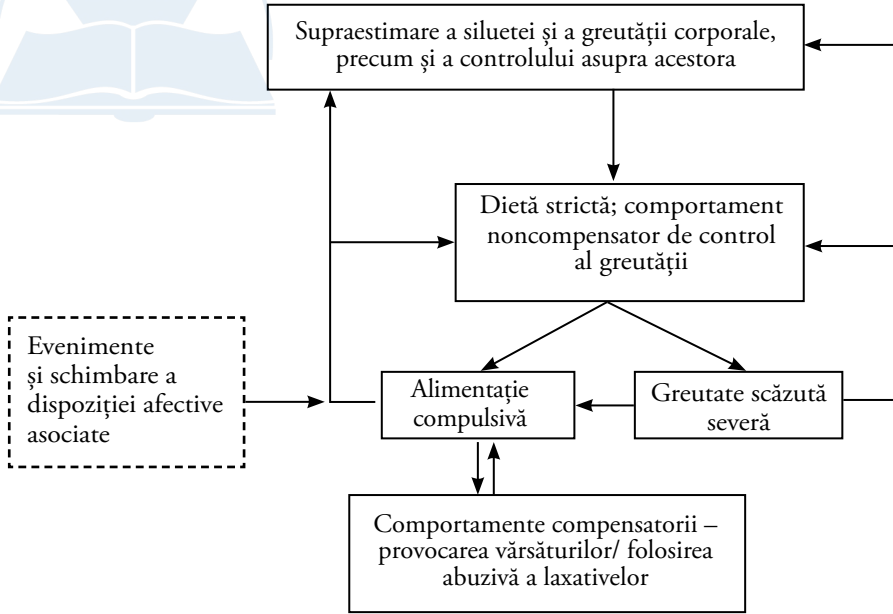 Supraestimare a siluetei și a greutății corporale,
precum și a controlului asupra acestora
Dietă strictă; comportament
noncompensator de control
al greutății
Evenimente
și schimbare a
dispoziției afective
asociate
Alimentație
compulsivă
Greutate scăzută
severă
Comportamente compensatorii –
provocarea vărsăturilor/ folosirea
abuzivă a laxativelor